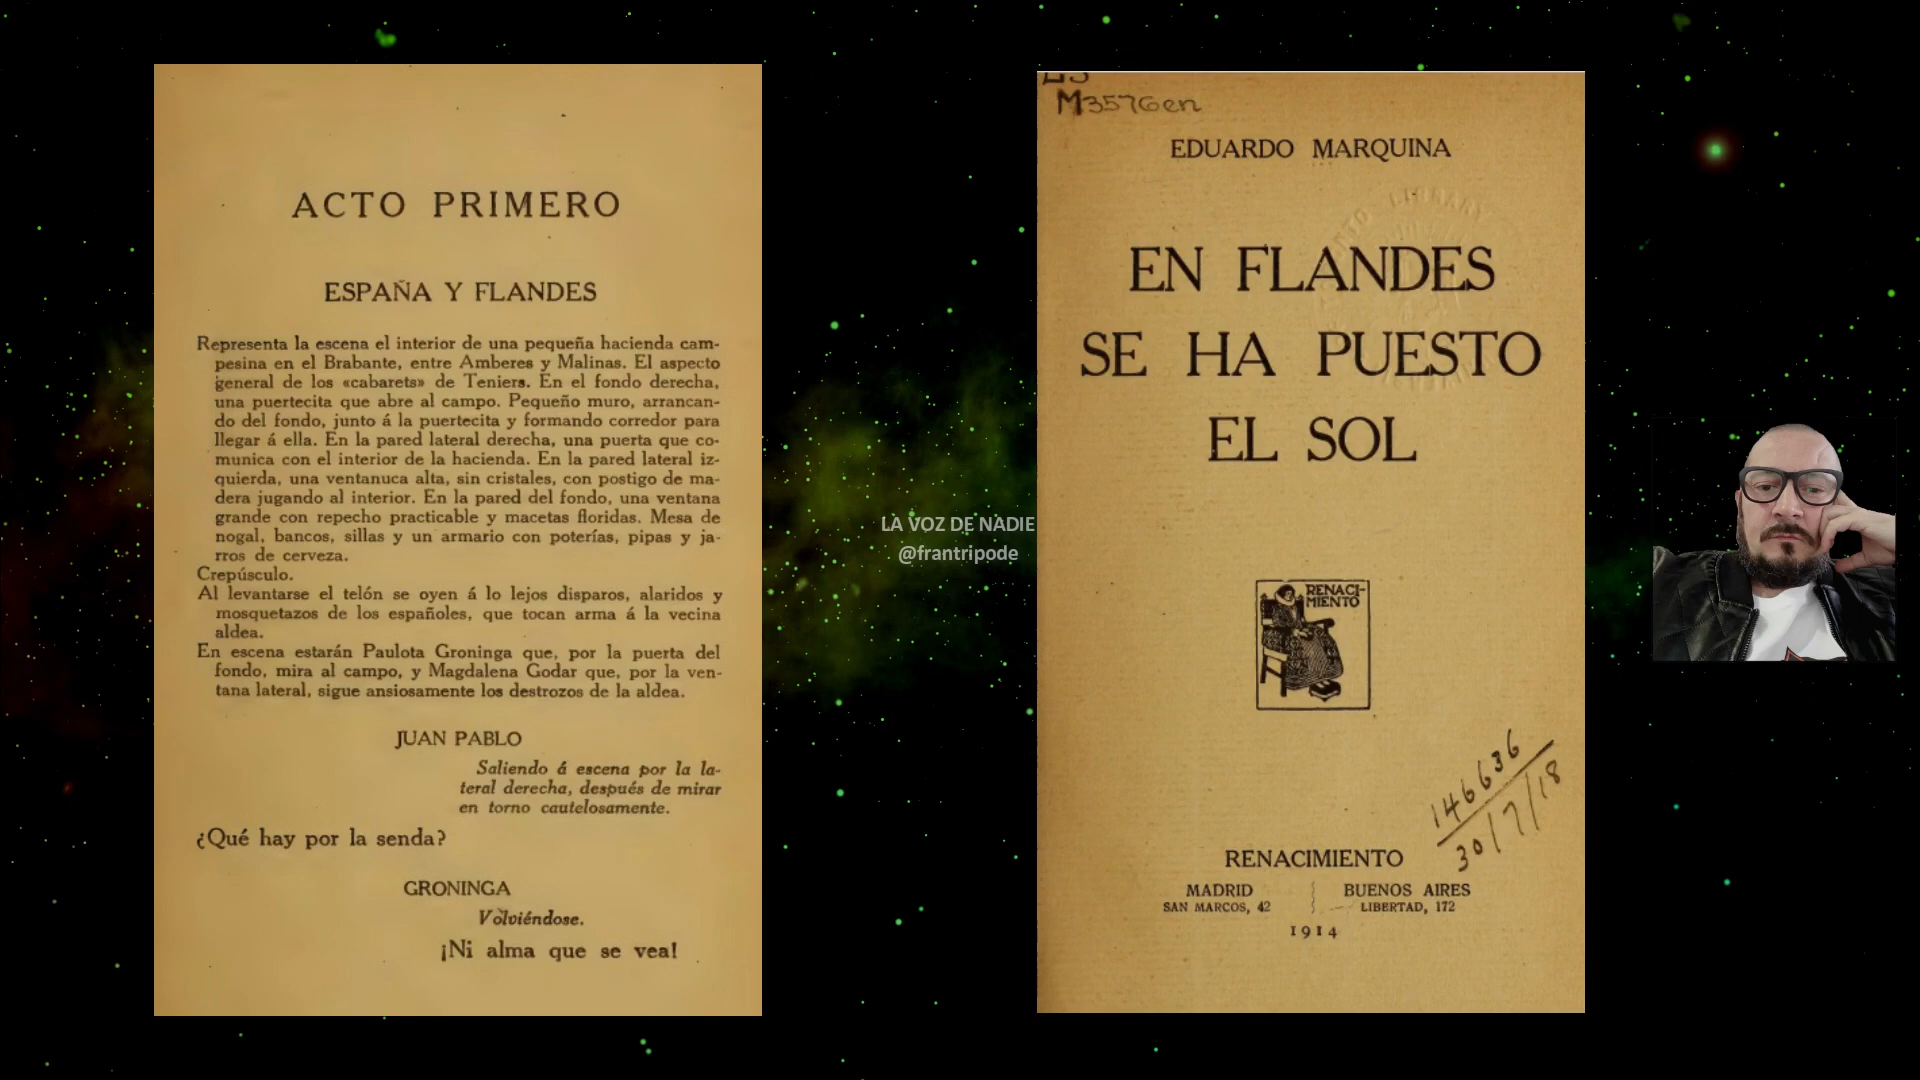 ACTO PRIMERO
ESPAÑA Y FLANDES
Representa la escena el interior de una pequeña hacienda cam-
pesina en el Brabante, entre Amberes y Malinas. El aspecto
general de los «cabarets» de Teniers. En el fondo derecha,
una puertecita que abre al campo. Pequeño muro, arrancan-
do del fondo, junto á la puertecita y formando corredor para
llegar á ella. En la pared lateral derecha, una puerta que co-
munica con el interior de la hacienda. En la pared lateral iz-
quierda, una ventanuca alta, sin cristales, con postigo de ma-
dera jugando al interior. En la pared del fondo, una ventana
grande con repecho practicable y macetas floridas. Mesa de
nogal, bancos, sillas y un armario con poterías, pipas y ja-
rros de cerveza.
Crepúsculo.
Al levantarse el telón se oyen á lo lejos disparos, alaridos y
mosquetazos de los españoles, que tocan arma á la vecina
aldea.
En escena estarán Paulota Groninga que, por la puerta del
fondo, mira al campo, y Magdalena Godar que, por la ven-
tana lateral, sigue ansiosamente los destrozos de la aldea.
JUAN PABLO
Saliendo á escena por la la-
teral derecha, después de mirar
en torno cautelosamente.
¿Qué hay por la senda?
GRONINGA
Volviéndose.
¡Ni alma que se vea!
LA VOZ DE NADIE
@frantripode
M3576en
EDUARDO MARQUINA
EN FLANDES
SE HA PUESTO
EL SOL
RENACI-
MIENTO
146636
30/7/18
RENACIMIENTO
MADRID
SAN MARCOS, 42
BUENOS AIRES
LIBERTAD, 172
1914